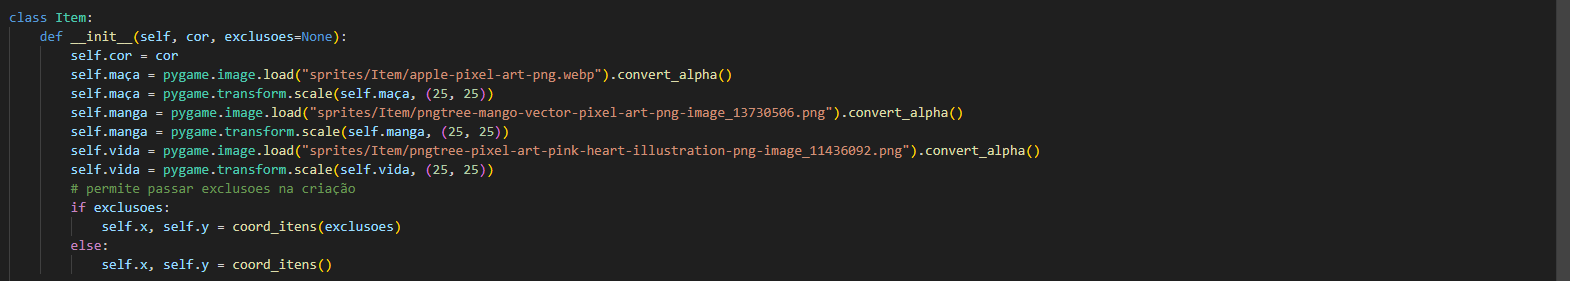 class Item:
    def __init__(self, cor, exclusoes=None):
        self.cor = cor
        self.maça = pygame.image.load("sprites/Item/apple-pixel-art-png.webp").convert_alpha()
        self.maça = pygame.transform.scale(self.maça, (25, 25))
        self.manga = pygame.image.load("sprites/Item/pngtree-mango-vector-pixel-art-png-image_13730506.png").convert_alpha()
        self.manga = pygame.transform.scale(self.manga, (25, 25))
        self.vida = pygame.image.load("sprites/Item/pngtree-pixel-art-pink-heart-illustration-png-image_11436092.png").convert_alpha()
        self.vida = pygame.transform.scale(self.vida, (25, 25))
        # permite passar exclusoes na criação
        if exclusoes:
            self.x, self.y = coord_itens(exclusoes)
        else:
            self.x, self.y = coord_itens()